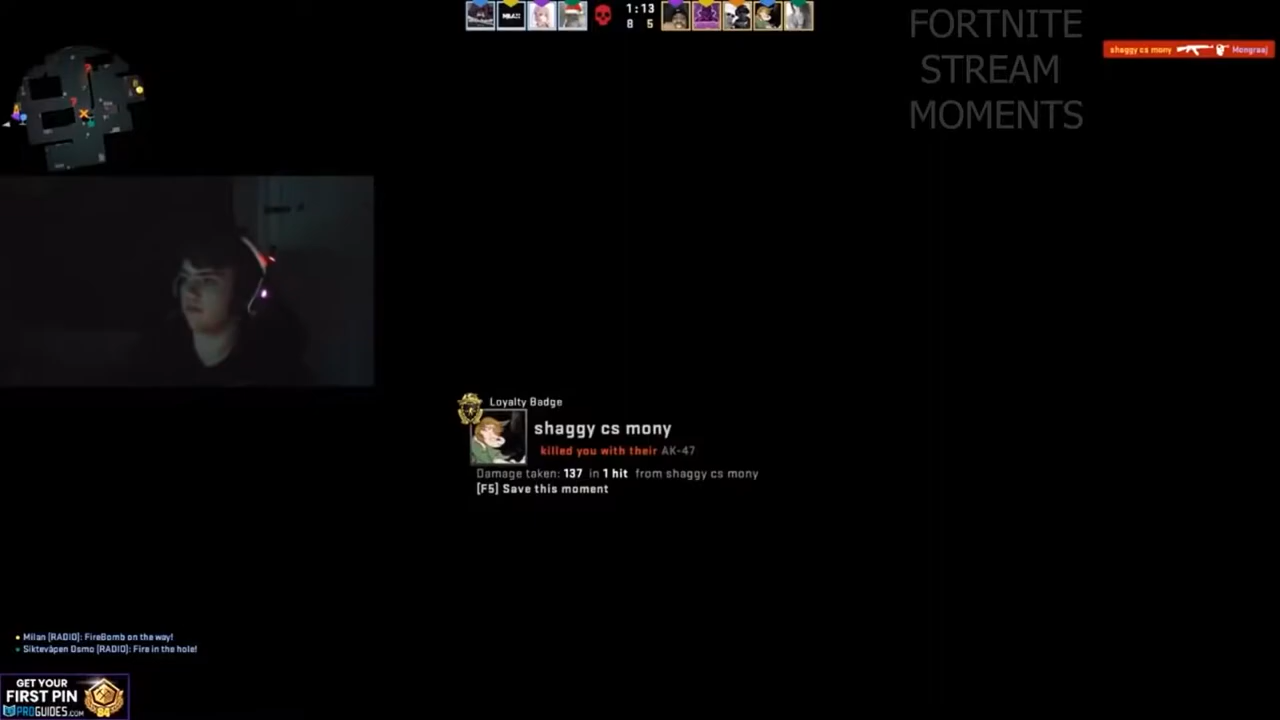 1:13
8 5
FORTNITE
STREAM
MOMENTS
shaggy cs mony Mongraaj
Loyalty Badge
shaggy cs mony
killed you with their AK-47
Damage taken: 137 in 1 hit from shaggy cs mony
[F5] Save this moment
Milan [RADIO]: FireBomb on the way!
Siktevåpen Osmo [RADIO]: Fire in the hole!
GET YOUR
FIRST PIN
84
PROGUIDES.COM